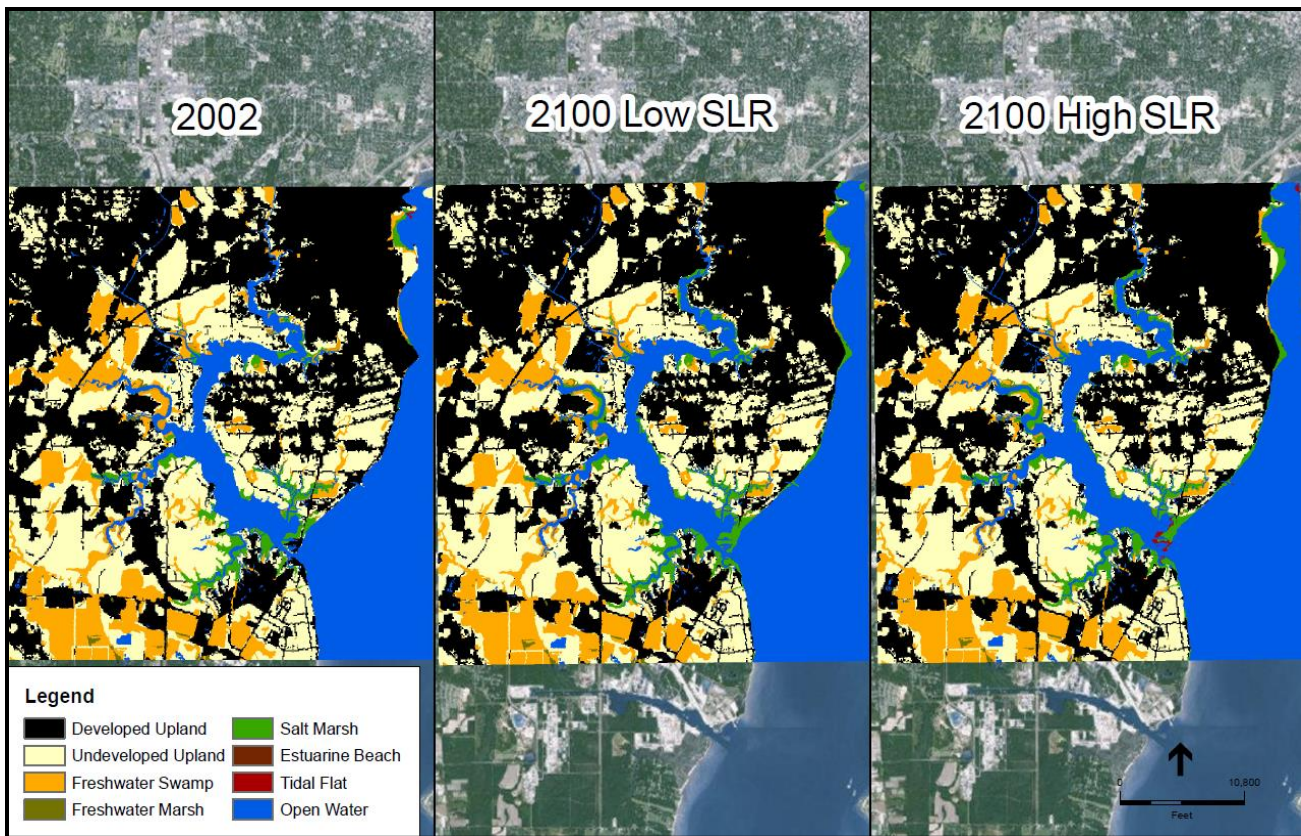 2002
2100 Low SLR
2100 High SLR
Legend
Developed Upland
Undeveloped Upland
Freshwater Swamp
Freshwater Marsh
Salt Marsh
Estuarine Beach
Tidal Flat
Open Water
0 10,800
Feet